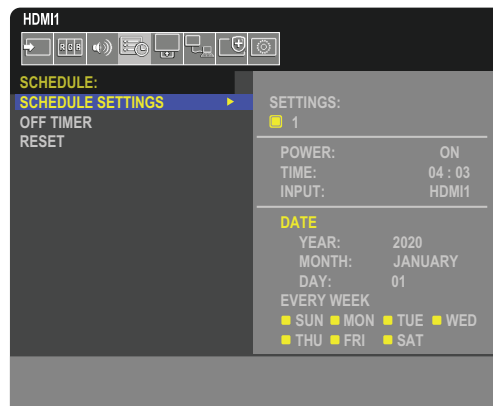 HDMI1
RGB
SCHEDULE:
SCHEDULE SETTINGS
OFF TIMER
RESET
SETTINGS:
1
POWER: ON
TIME: 04 : 03
INPUT: HDMI1
DATE
YEAR: 2020
MONTH: JANUARY
DAY: 01
EVERY WEEK
SUN MON TUE WED
THU FRI SAT